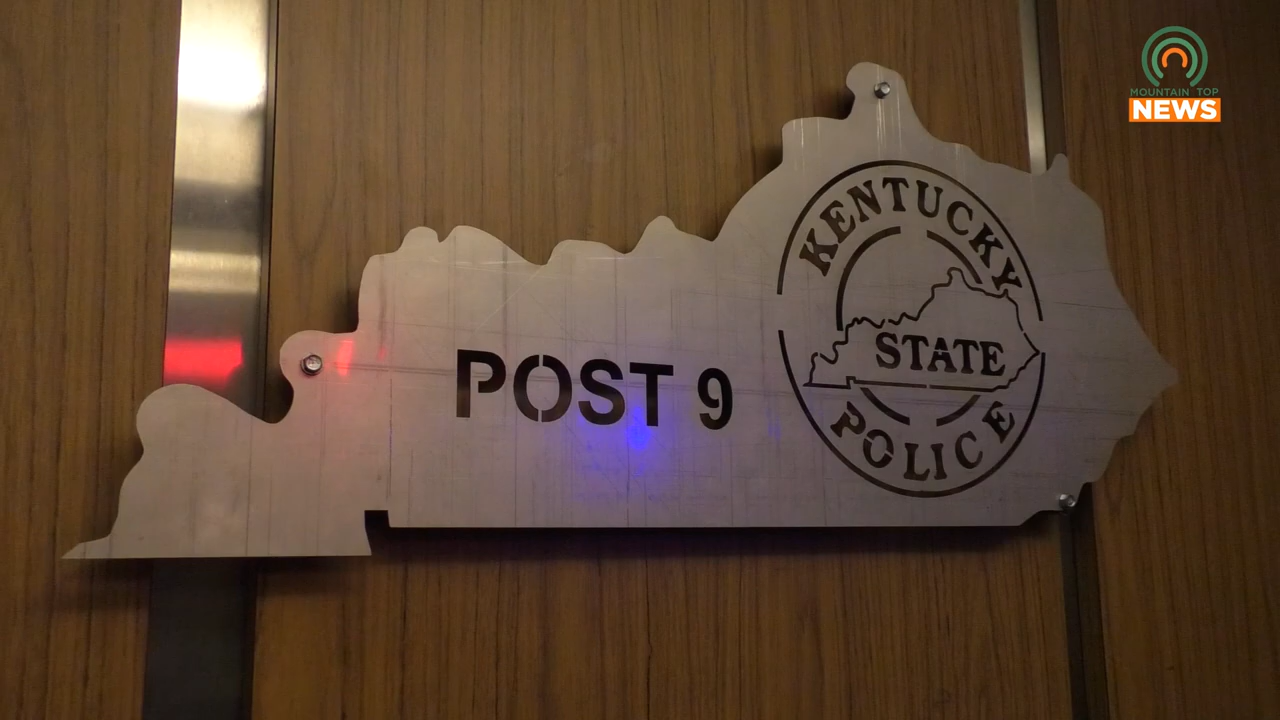 MOUNTAIN TOP
NEWS
POST 9
KENTUCKY
STATE
POLICE